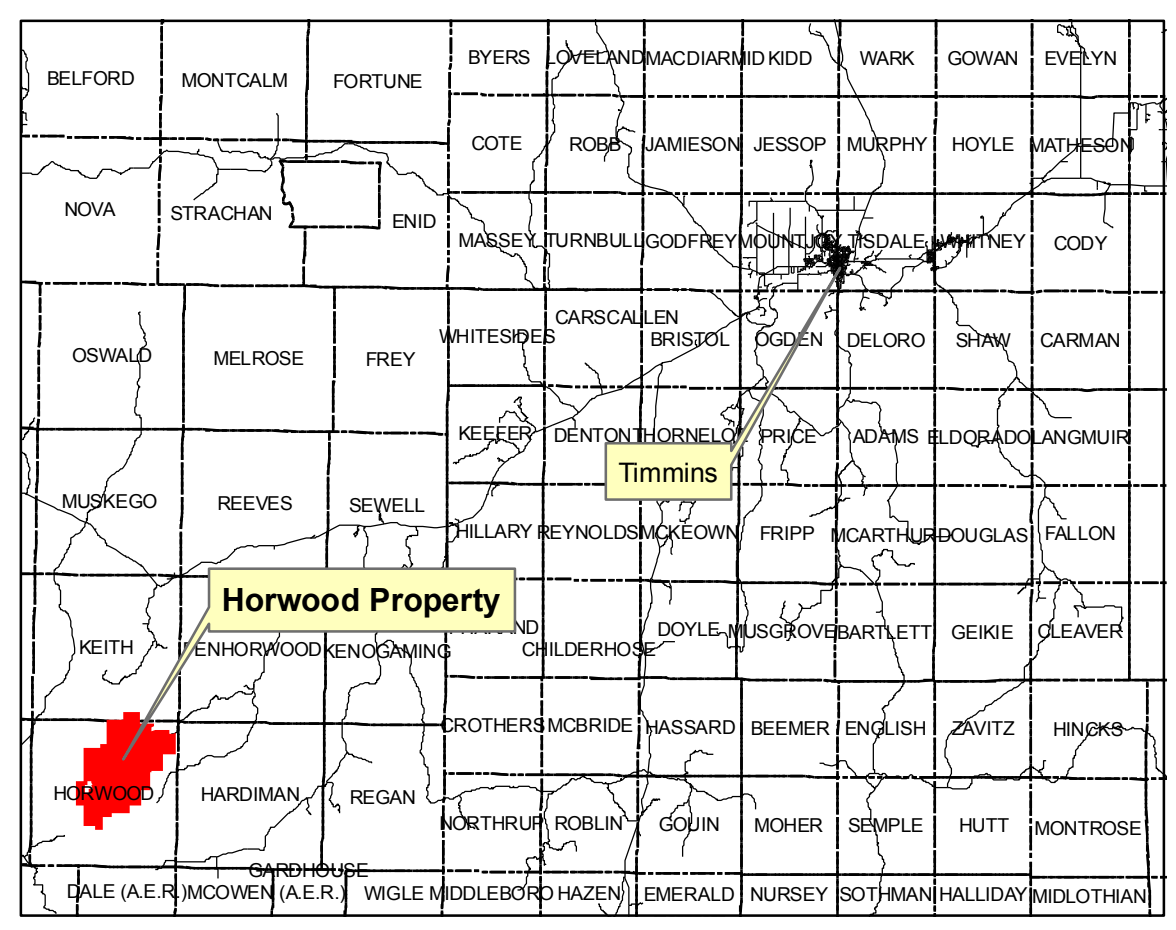 BYERS LOVELAND MACDIARMID KIDD WARK GOWAN EVELYN
BELFORD MONTCALM FORTUNE
COTE ROBB JAMIESON JESSOP MURPHY HOYLE MATHESON
NOVA STRACHAN ENID
MASSEY TURNBULL GODFREY MOUNTJOY TISDALE WHITNEY CODY
CARSCALLEN
WHITESIDES BRISTOL OGDEN DELORO SHAW CARMAN
OSWALD MELROSE FREY
KEEFER DENTON THORNELOE PRICE ADAMS ELDORADO LANGMUIR
Timmins
MUSKEGO REEVES SEWELL
HILLARY REYNOLDS MCKEOWN FRIPP MCARTHUR DOUGLAS FALLON
Horwood Property
DOYLE MUSGROVE BARTLETT GEIKIE CLEAVER
KEITH PENHORWOOD KENOGAMING CHILDERHOSE
CROTHERS MCBRIDE HASSARD BEEMER ENGLISH ZAVITZ HINCKS
HORWOOD HARDIMAN REGAN
NORTHRUP ROBLIN GOUIN MOHER SEMPLE HUTT MONTROSE
GARDHOUSE
DALE (A.E.R.) MCOWEN (A.E.R.) WIGLE MIDDLEBORO HAZEN EMERALD NURSEY SOTHMAN HALLIDAY MIDLOTHIAN